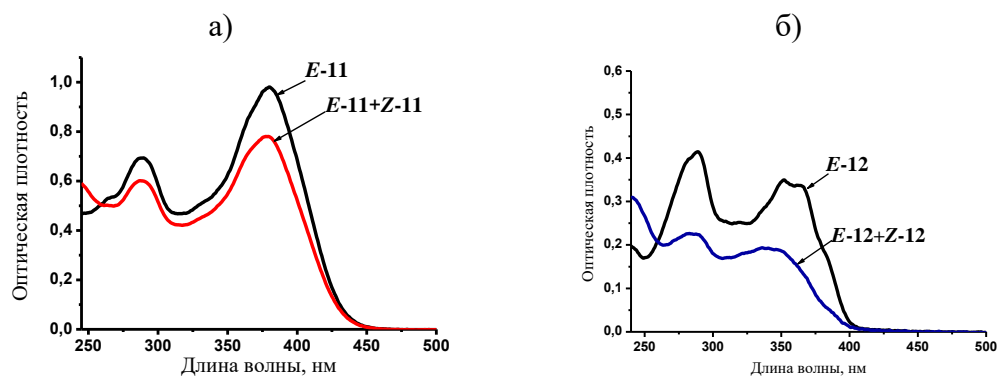 а)
E-11
E-11+Z-11
Оптическая плотность
1,0
0,8
0,6
0,4
0,2
0,0
250 300 350 400 450 500
Длина волны, нм
б)
E-12
E-12+Z-12
Оптическая плотность
0,6
0,5
0,4
0,3
0,2
0,1
0,0
250 300 350 400 450 500
Длина волны, нм